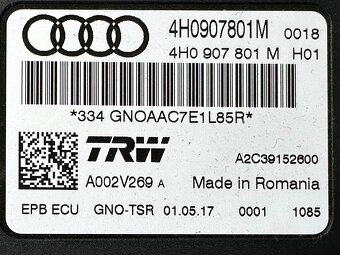 4H0907801M 0018
4H0 907 801 M H01
*334 GNOAAC7E1L85R*
TRW A2C39152600
A002V269 A Made in Romania
EPB ECU GNO-TSR 01.05.17 0001 1085